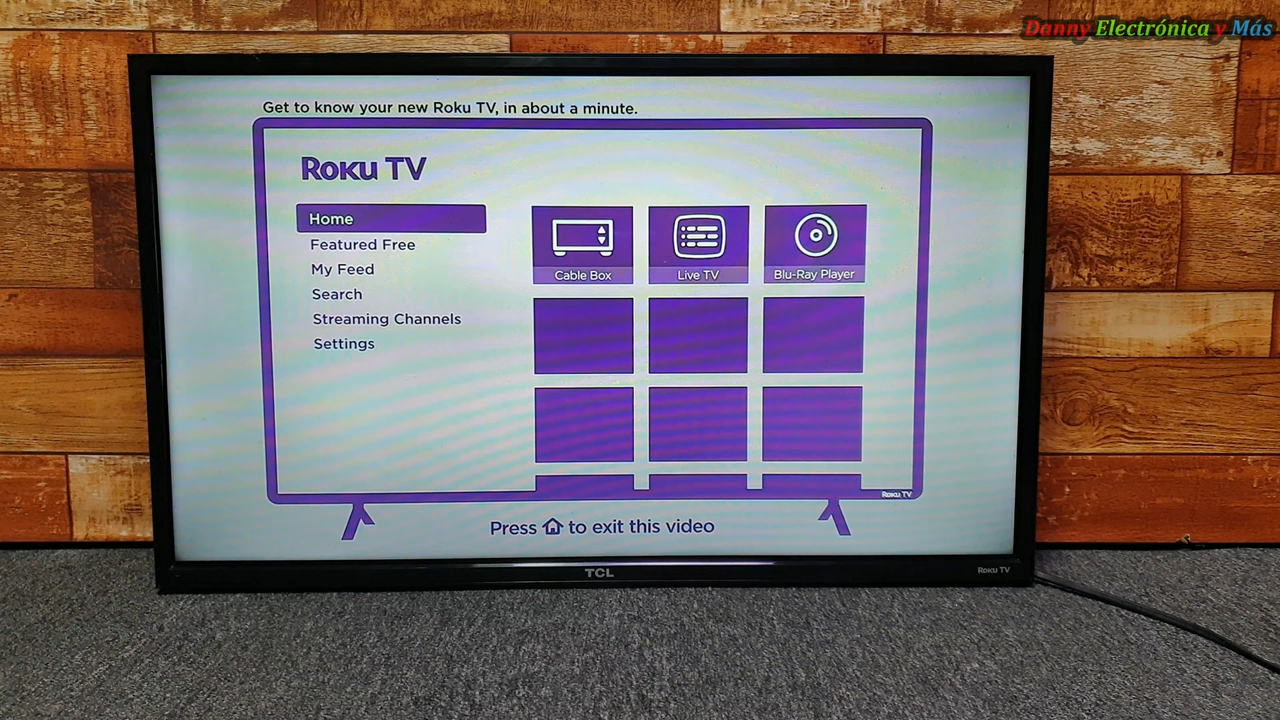 Danny Electrónica y Más
Get to know your new Roku TV, in about a minute.
Roku TV
Home
Featured Free
My Feed
Search
Streaming Channels
Settings
Cable Box
Live TV
Blu-Ray Player
Roku TV
Press to exit this video
TCL
Roku TV